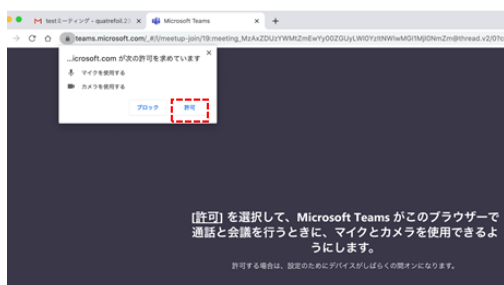 testミーティング - quatrefoil.2
Microsoft Teams
teams.microsoft.com/_#/l/meetup-join/19:meeting_
@thread.v2/0?c
...icrosoft.com が次の許可を求めています
マイクを使用する
カメラを使用する
ブロック 許可
[許可] を選択して、Microsoft Teams がこのブラウザーで
通話と会議を行うときに、マイクとカメラを使用できるよ
うにします。
許可する場合は、設定のためにデバイスがしばらくの間オンになります。